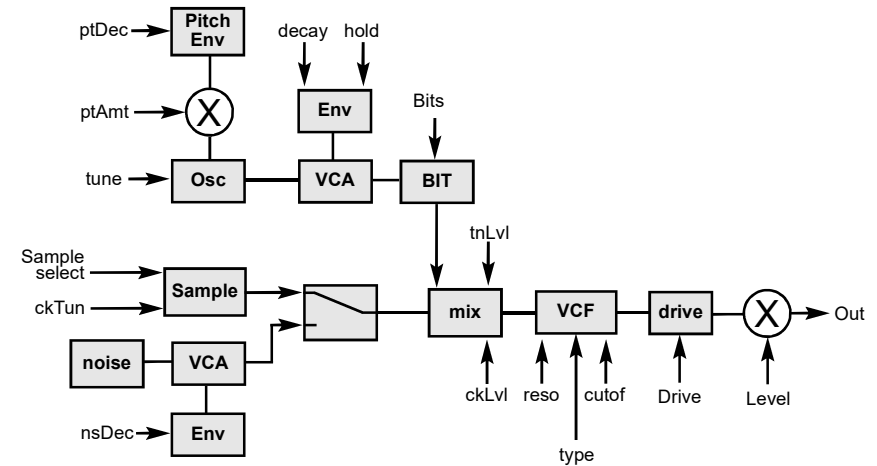 ptDec
Pitch
Env
decay
hold
ptAmt
X
Env
Bits
tune
Osc
VCA
BIT
tnLvl
Sample
select
ckTun
Sample
mix
VCF
drive
X
Out
noise
VCA
ckLvl
reso
cutof
Drive
Level
nsDec
Env
type